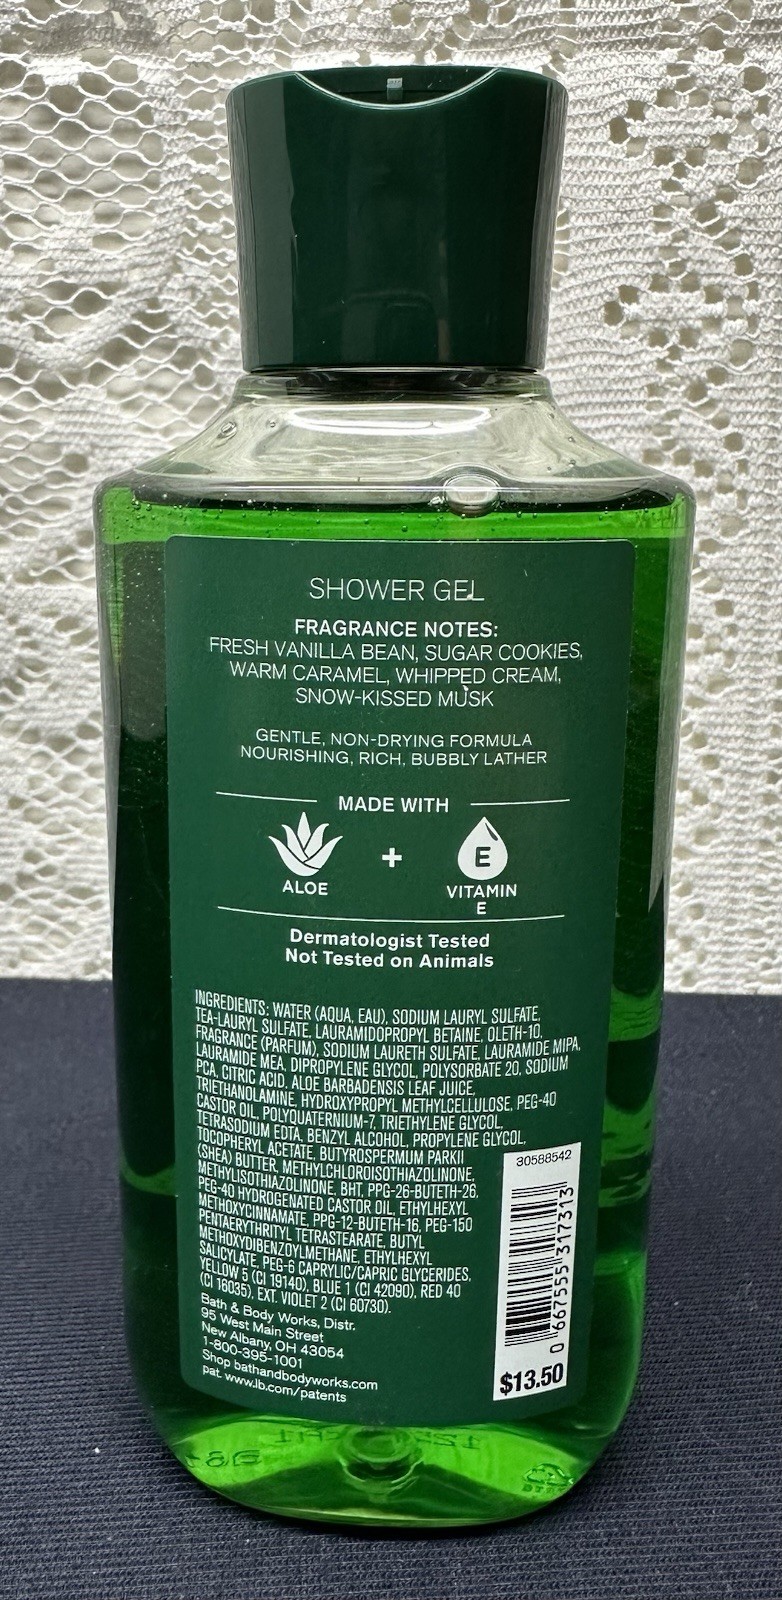 SHOWER GEL
FRAGRANCE NOTES:
FRESH VANILLA BEAN, SUGAR COOKIES,
WARM CARAMEL, WHIPPED CREAM,
SNOW-KISSED MUSK
GENTLE, NON-DRYING FORMULA
NOURISHING, RICH, BUBBLY LATHER
MADE WITH
ALOE
+
E
VITAMIN
E
Dermatologist Tested
Not Tested on Animals
INGREDIENTS: WATER (AQUA, EAU), SODIUM LAURYL SULFATE,
TEA-LAURYL SULFATE, LAURAMIDOPROPYL BETAINE, OLETH-10,
FRAGRANCE (PARFUM), SODIUM LAURETH SULFATE, LAURAMIDE MIPA,
LAURAMIDE MEA, DIPROPYLENE GLYCOL, POLYSORBATE 20, SODIUM
PCA, CITRIC ACID, ALOE BARBADENSIS LEAF JUICE,
TRIETHANOLAMINE, HYDROXYPROPYL METHYLCELLULOSE, PEG-40
CASTOR OIL, POLYQUATERNIUM-7, TRIETHYLENE GLYCOL,
TETRASODIUM EDTA, BENZYL ALCOHOL, PROPYLENE GLYCOL,
TOCOPHERYL ACETATE, BUTYROSPERMUM PARKII
(SHEA) BUTTER, METHYLCHLOROISOTHIAZOLINONE,
METHYLISOTHIAZOLINONE, BHT, PPG-26-BUTETH-26,
PEG-40 HYDROGENATED CASTOR OIL, ETHYLHEXYL
METHOXYCINNAMATE, PPG-12-BUTETH-16, PEG-150
PENTAERYTHRITYL TETRASTEARATE, BUTYL
METHOXYDIBENZOYLMETHANE, ETHYLHEXYL
SALICYLATE, PEG-6 CAPRYLIC/CAPRIC GLYCERIDES,
YELLOW 5 (CI 19140), BLUE 1 (CI 42090), RED 40
(CI 16035), EXT. VIOLET 2 (CI 60730).
Bath & Body Works, Distr.
95 West Main Street
New Albany, OH 43054
1-800-395-1001
Shop bathandbodyworks.com
pat. www.lb.com/patents
30588542
0 667555 317313
$13.50